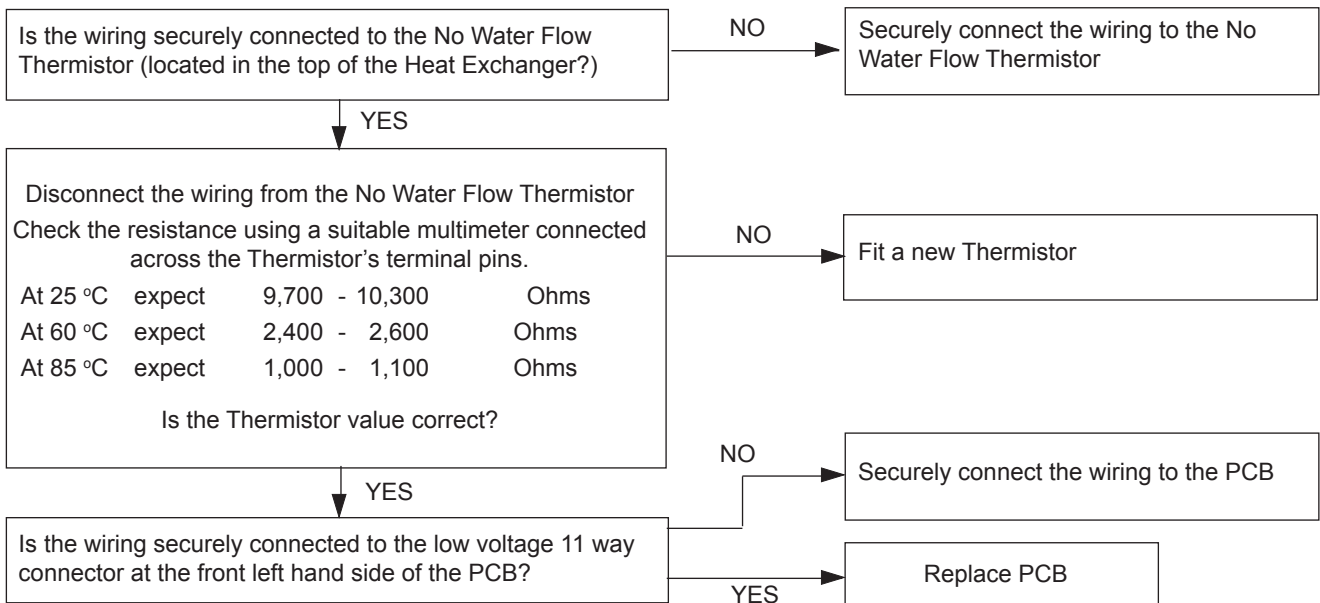 Is the wiring securely connected to the No Water Flow
Thermistor (located in the top of the Heat Exchanger?)
NO
Securely connect the wiring to the No
Water Flow Thermistor
YES
Disconnect the wiring from the No Water Flow Thermistor
Check the resistance using a suitable multimeter connected
across the Thermistor’s terminal pins.
At 25 ºC expect 9,700 - 10,300 Ohms
At 60 ºC expect 2,400 - 2,600 Ohms
At 85 ºC expect 1,000 - 1,100 Ohms
Is the Thermistor value correct?
NO
Fit a new Thermistor
YES
Is the wiring securely connected to the low voltage 11 way
connector at the front left hand side of the PCB?
NO
Securely connect the wiring to the PCB
YES
Replace PCB